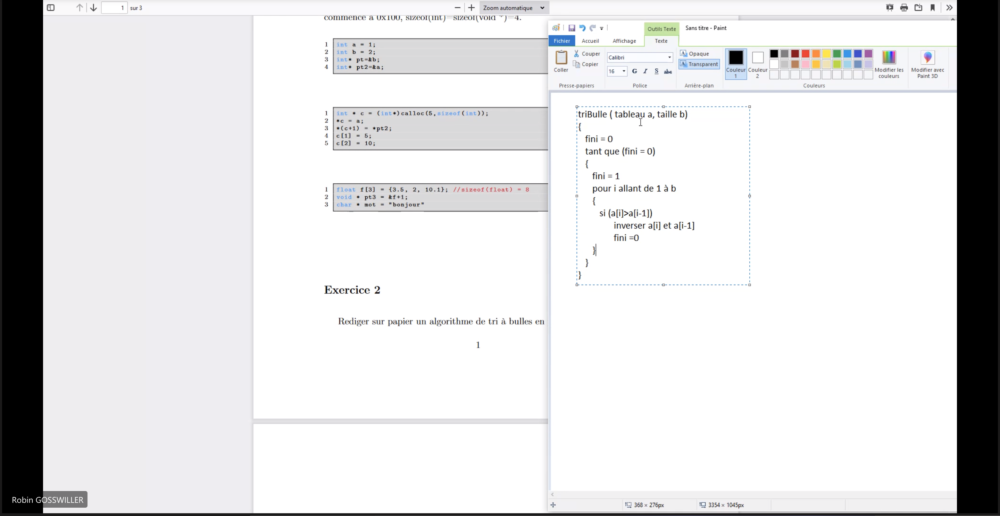 1 sur 3
Zoom automatique
commence a 0x100, sizeof(int)=sizeof(void *)=4.
1 int a = 1;
2 int b = 2;
3 int* pt=&b;
4 int* pt2=&a;
1 int * c = (int*)calloc(5,sizeof(int));
2 *c = a;
3 *(c+1) = *pt2;
4 c[1] = 5;
5 c[2] = 10;
1 float f[3] = {3.5, 2, 10.1}; //sizeof(float) = 8
2 void * pt3 = &f+1;
3 char * mot = "bonjour"
Exercice 2
Rediger sur papier un algorithme de tri à bulles en
1
Outils Texte
Sans titre - Paint
Fichier
Accueil
Affichage
Texte
Coller
Couper
Copier
Presse-papiers
Calibri
16
G I S abc
Police
Opaque
Transparent
Arrière-plan
Couleur 1
Couleur 2
Couleurs
Modifier les couleurs
Modifier avec Paint 3D
triBulle ( tableau a, taille b)
{
fini = 0
tant que (fini = 0)
{
fini = 1
pour i allant de 1 à b
{
si (a[i]>a[i-1])
inverser a[i] et a[i-1]
fini =0
}
}
}
368 × 276px
3354 × 1045px
Robin GOSSWILLER